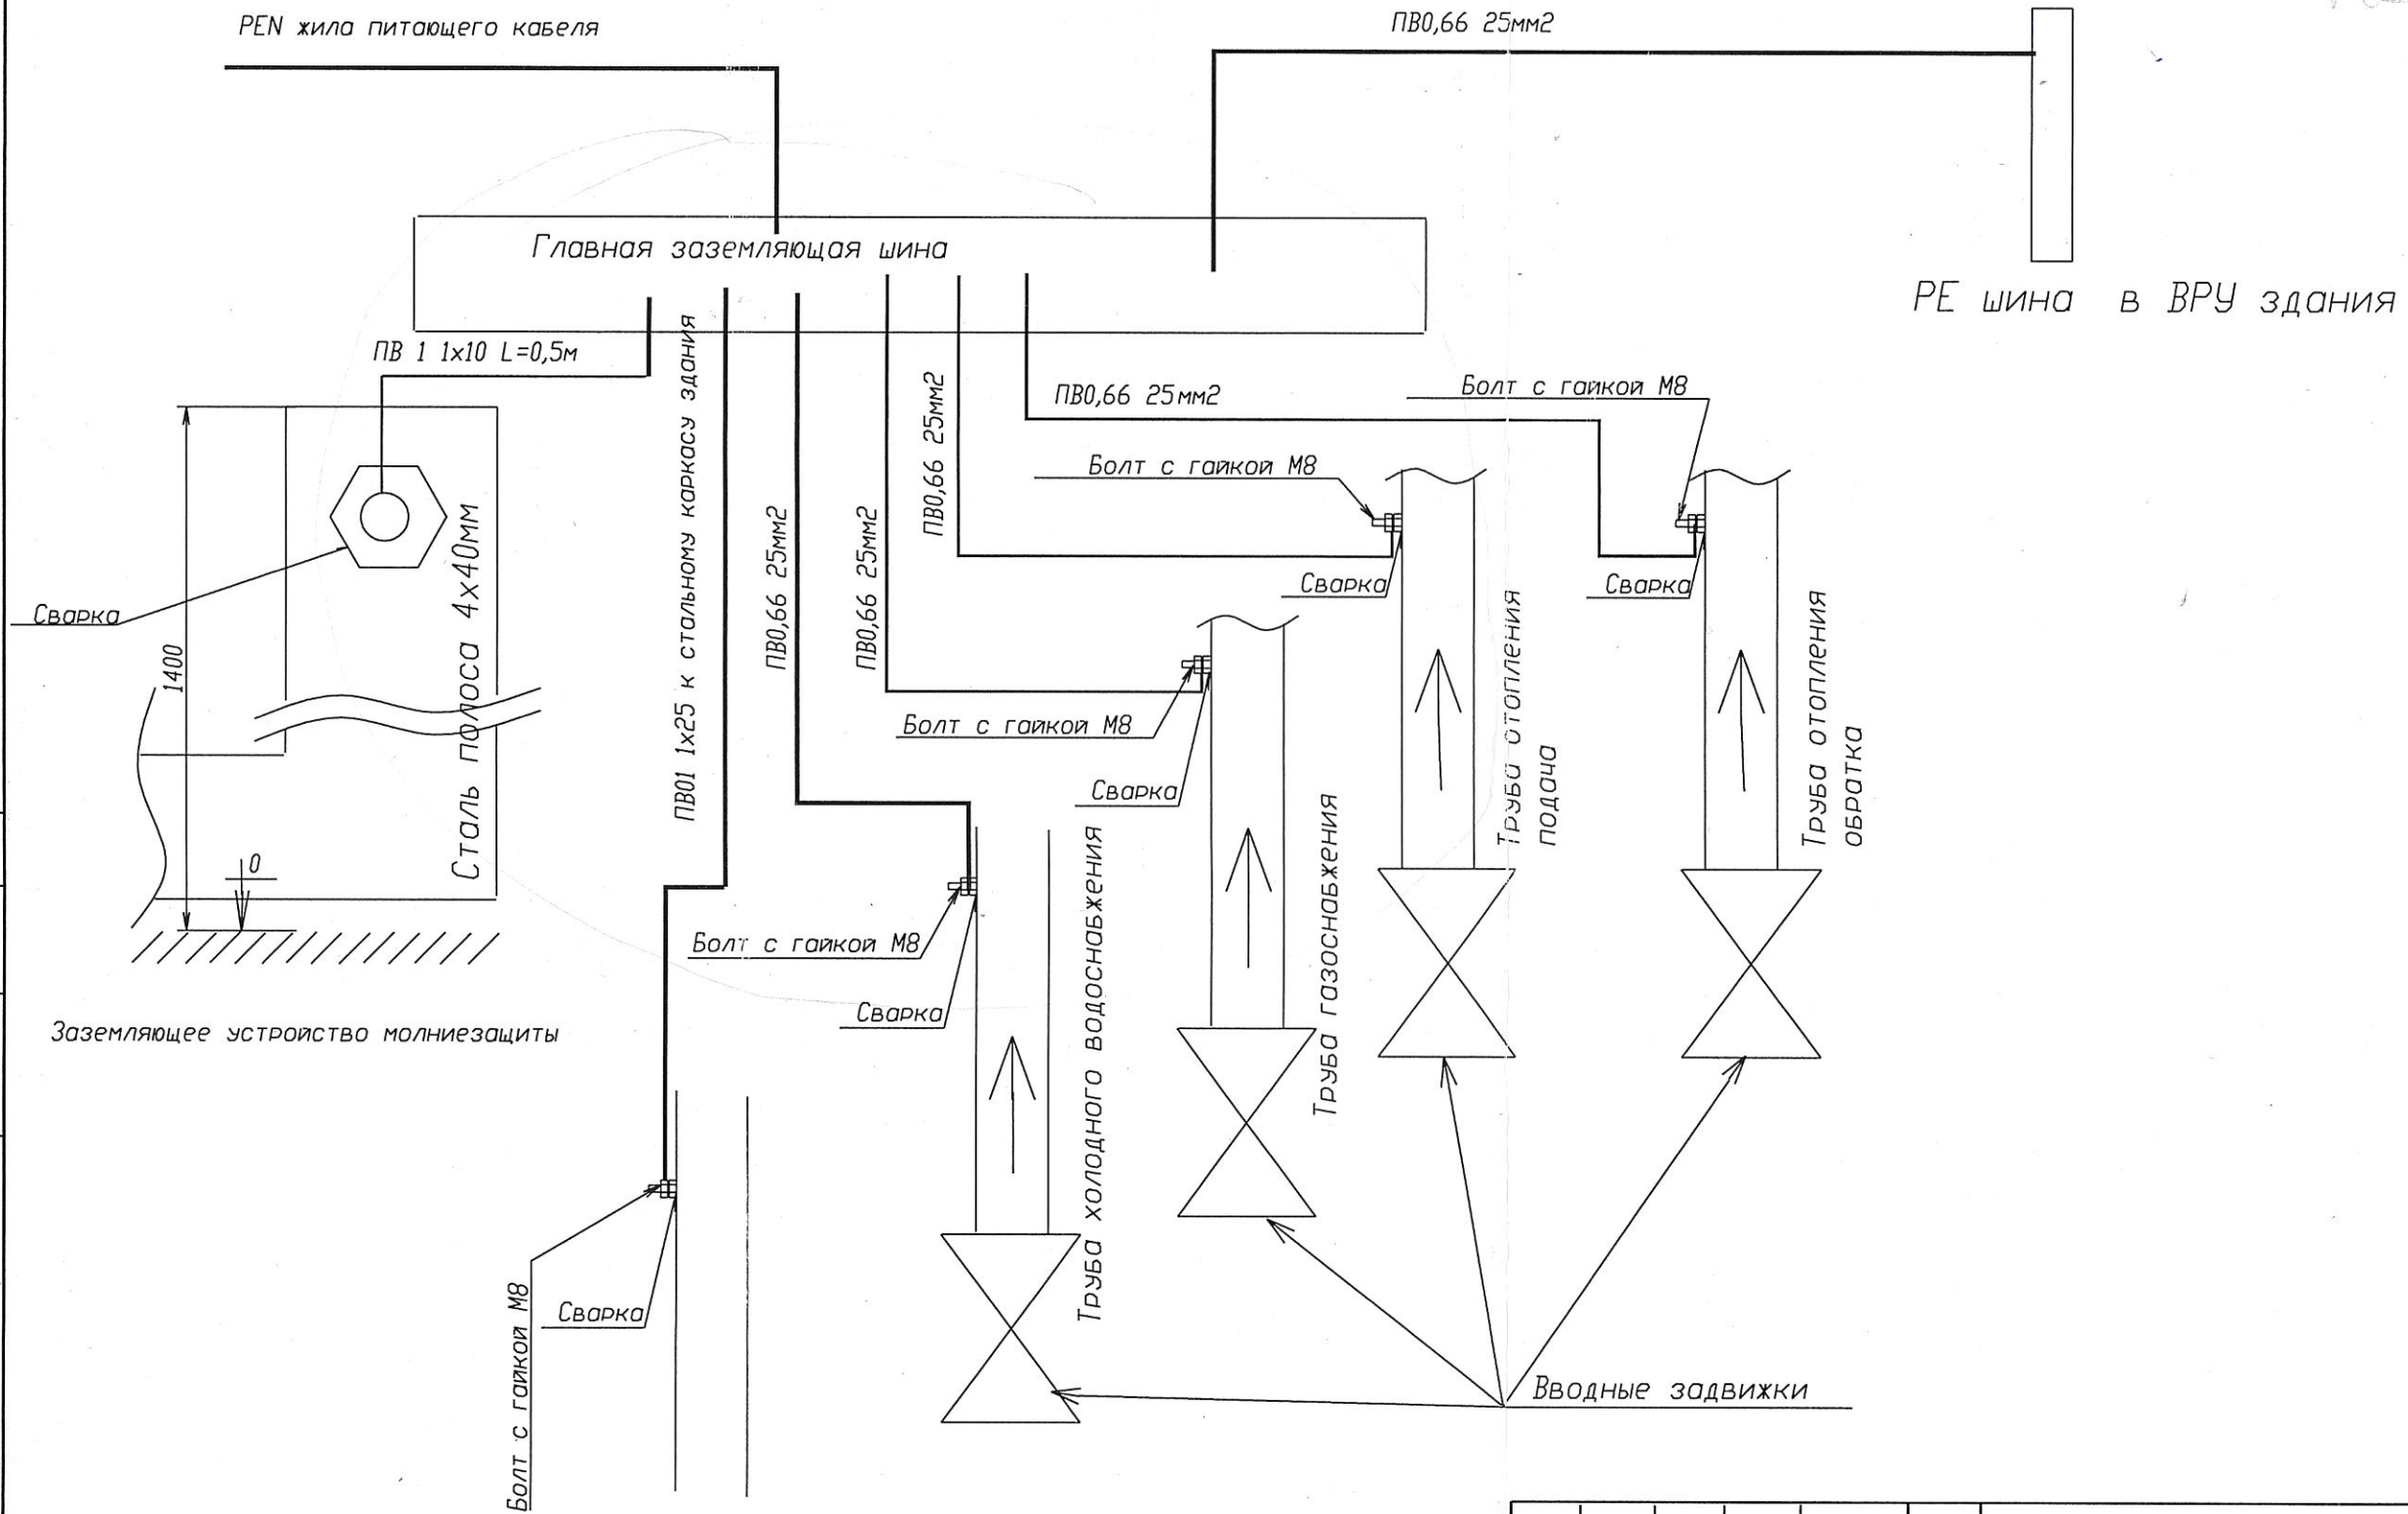 PEN жила питающего кабеля
ПВ0,66 25мм2
Главная заземляющая шина
РЕ шина в ВРУ здания
ПВ 1 1х10 L=0,5м
ПВ01 1х25 к стальному каркасу здания
ПВ0,66 25мм2
ПВ0,66 25мм2
ПВ0,66 25мм2
ПВ0,66 25мм2
Болт с гайкой М8
Болт с гайкой М8
Сварка
Сварка
Сварка
1400
Сталь полоса 4х40мм
0
Болт с гайкой М8
Сварка
Труба отопления
подача
Труба отопления
обратка
Труба газоснабжения
Труба холодного водоснабжения
Болт с гайкой М8
Сварка
Заземляющее устройство молниезащиты
Болт с гайкой М8
Сварка
Вводные задвижки